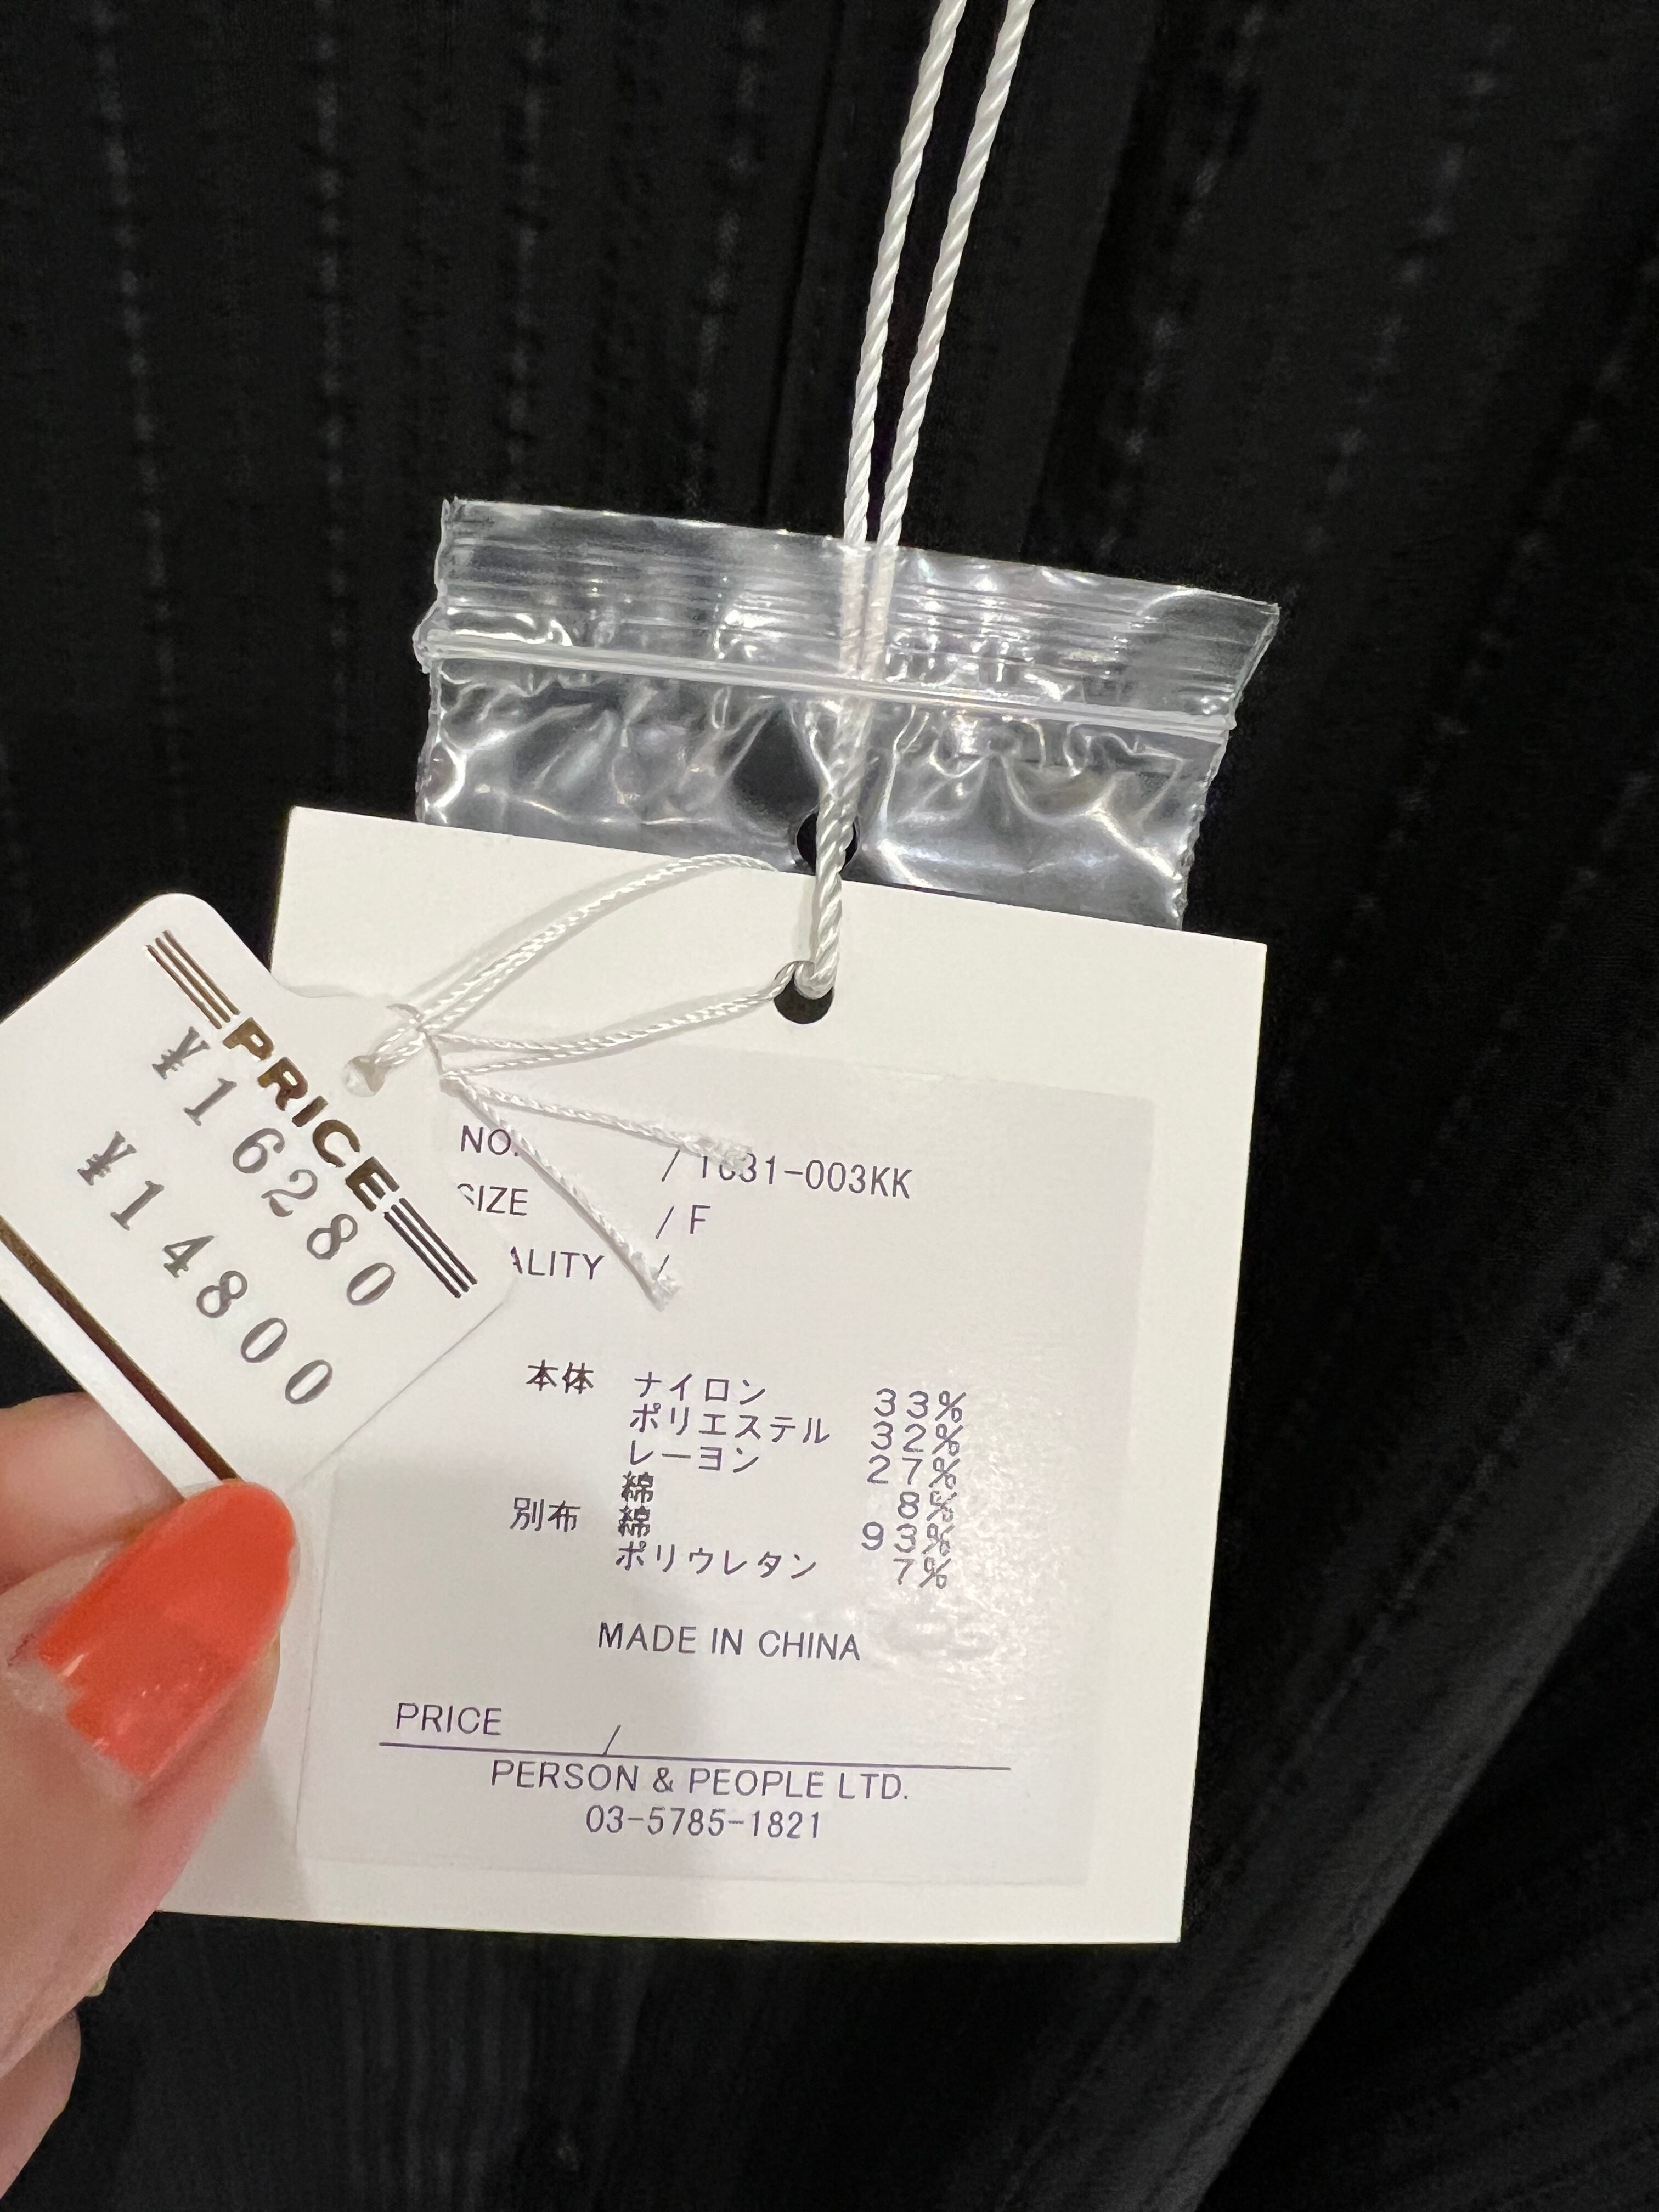 PRICE
¥16280
¥14800
NO. / 1031-003KK
SIZE / F
ALITY /
本体 ナイロン 33%
ポリエステル 32%
レーヨン 27%
綿 8%
別布 綿 93%
ポリウレタン 7%
MADE IN CHINA
PRICE /
PERSON & PEOPLE LTD.
03-5785-1821